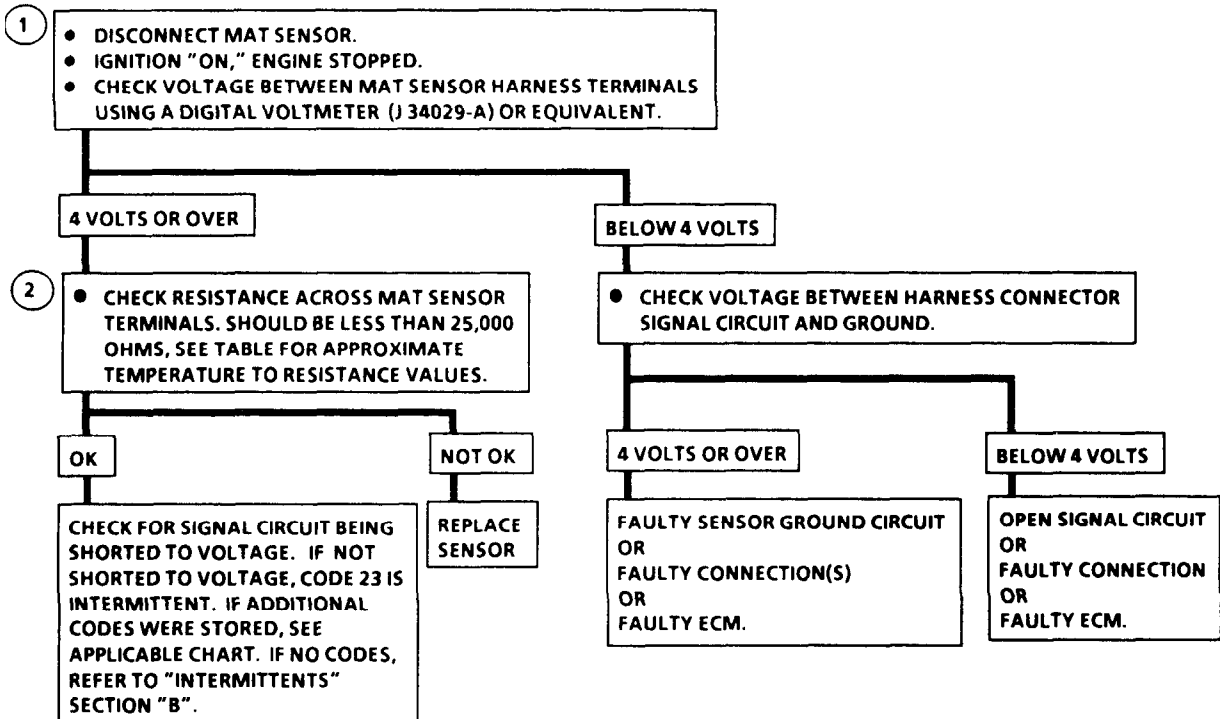 1
• DISCONNECT MAT SENSOR.
• IGNITION "ON," ENGINE STOPPED.
• CHECK VOLTAGE BETWEEN MAT SENSOR HARNESS TERMINALS
USING A DIGITAL VOLTMETER (J 34029-A) OR EQUIVALENT.
4 VOLTS OR OVER
BELOW 4 VOLTS
2
• CHECK RESISTANCE ACROSS MAT SENSOR
TERMINALS. SHOULD BE LESS THAN 25,000
OHMS, SEE TABLE FOR APPROXIMATE
TEMPERATURE TO RESISTANCE VALUES.
• CHECK VOLTAGE BETWEEN HARNESS CONNECTOR
SIGNAL CIRCUIT AND GROUND.
OK
NOT OK
4 VOLTS OR OVER
BELOW 4 VOLTS
CHECK FOR SIGNAL CIRCUIT BEING
SHORTED TO VOLTAGE. IF NOT
SHORTED TO VOLTAGE, CODE 23 IS
INTERMITTENT. IF ADDITIONAL
CODES WERE STORED, SEE
APPLICABLE CHART. IF NO CODES,
REFER TO "INTERMITTENTS"
SECTION "B".
REPLACE
SENSOR
FAULTY SENSOR GROUND CIRCUIT
OR
FAULTY CONNECTION(S)
OR
FAULTY ECM.
OPEN SIGNAL CIRCUIT
OR
FAULTY CONNECTION
OR
FAULTY ECM.